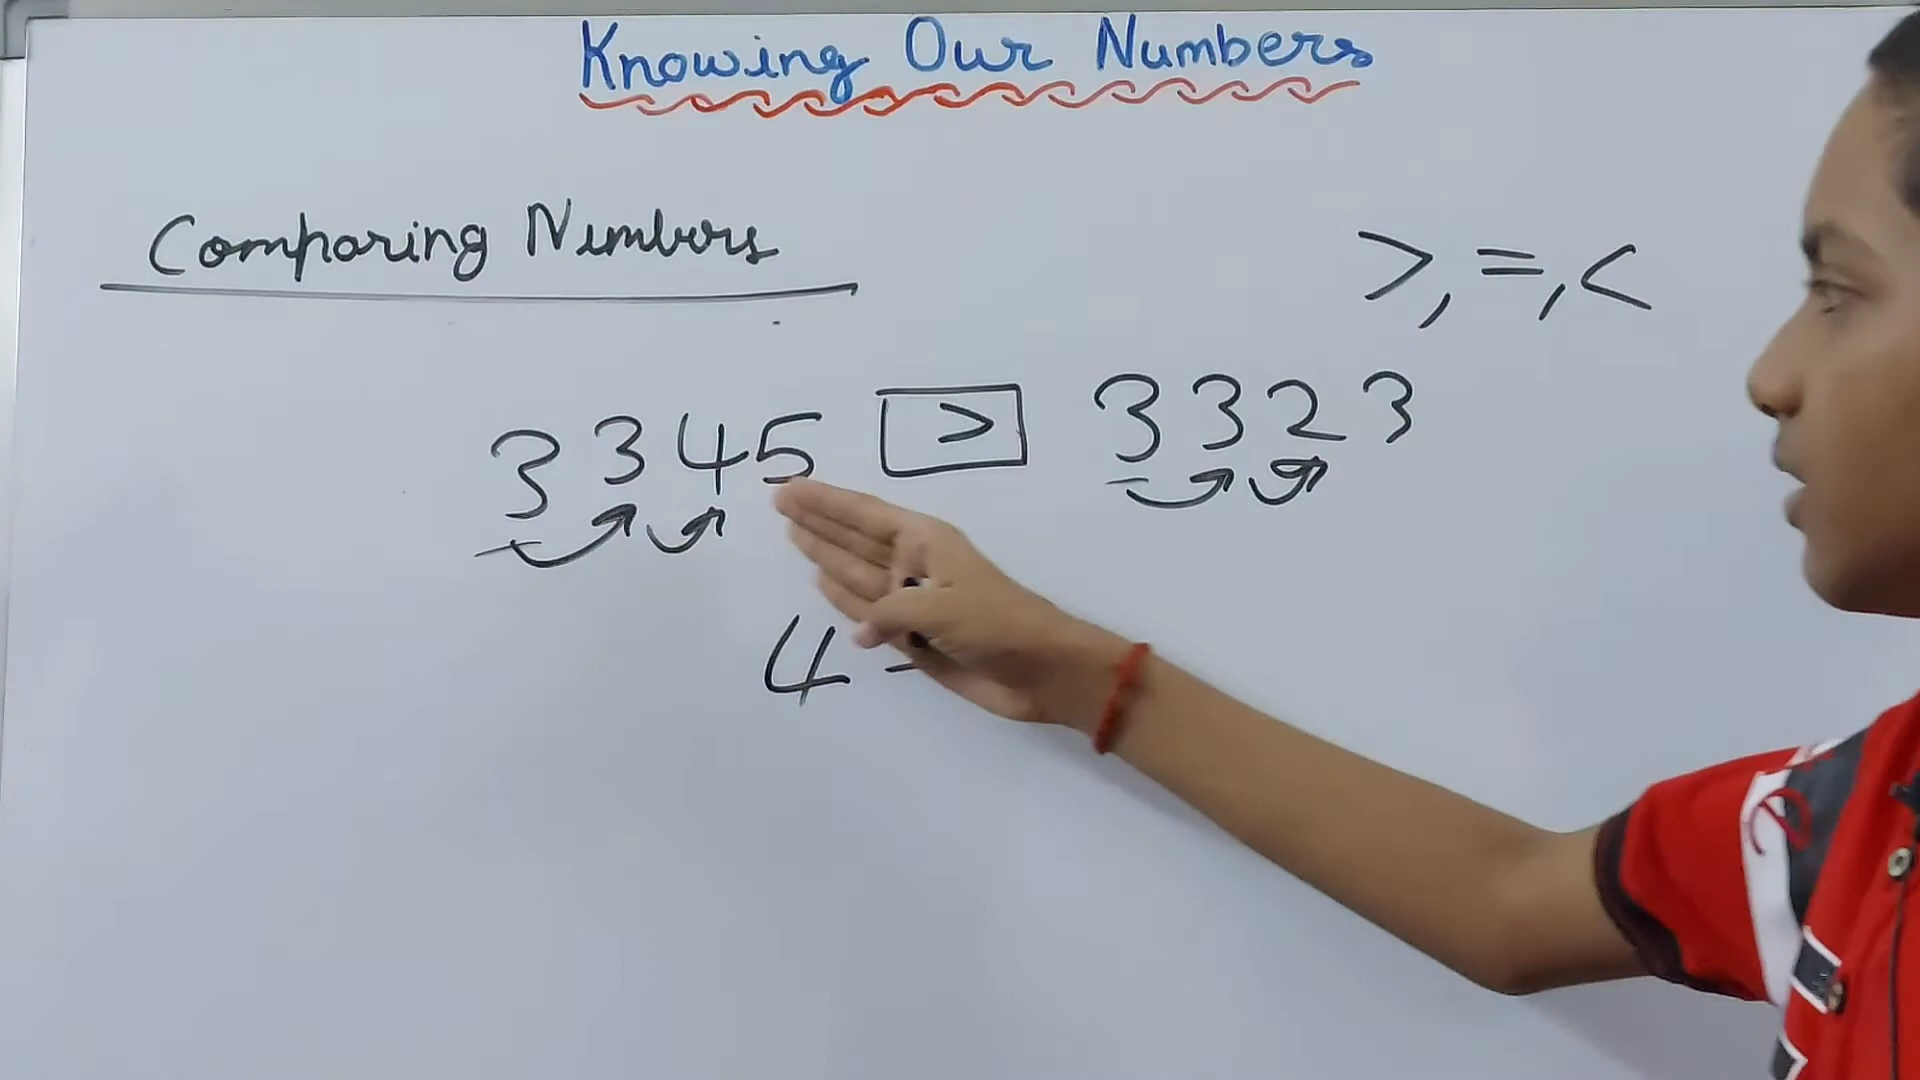 Knowing Our Numbers
Comparing Numbers
>, =, <
3345 > 3323
4 -